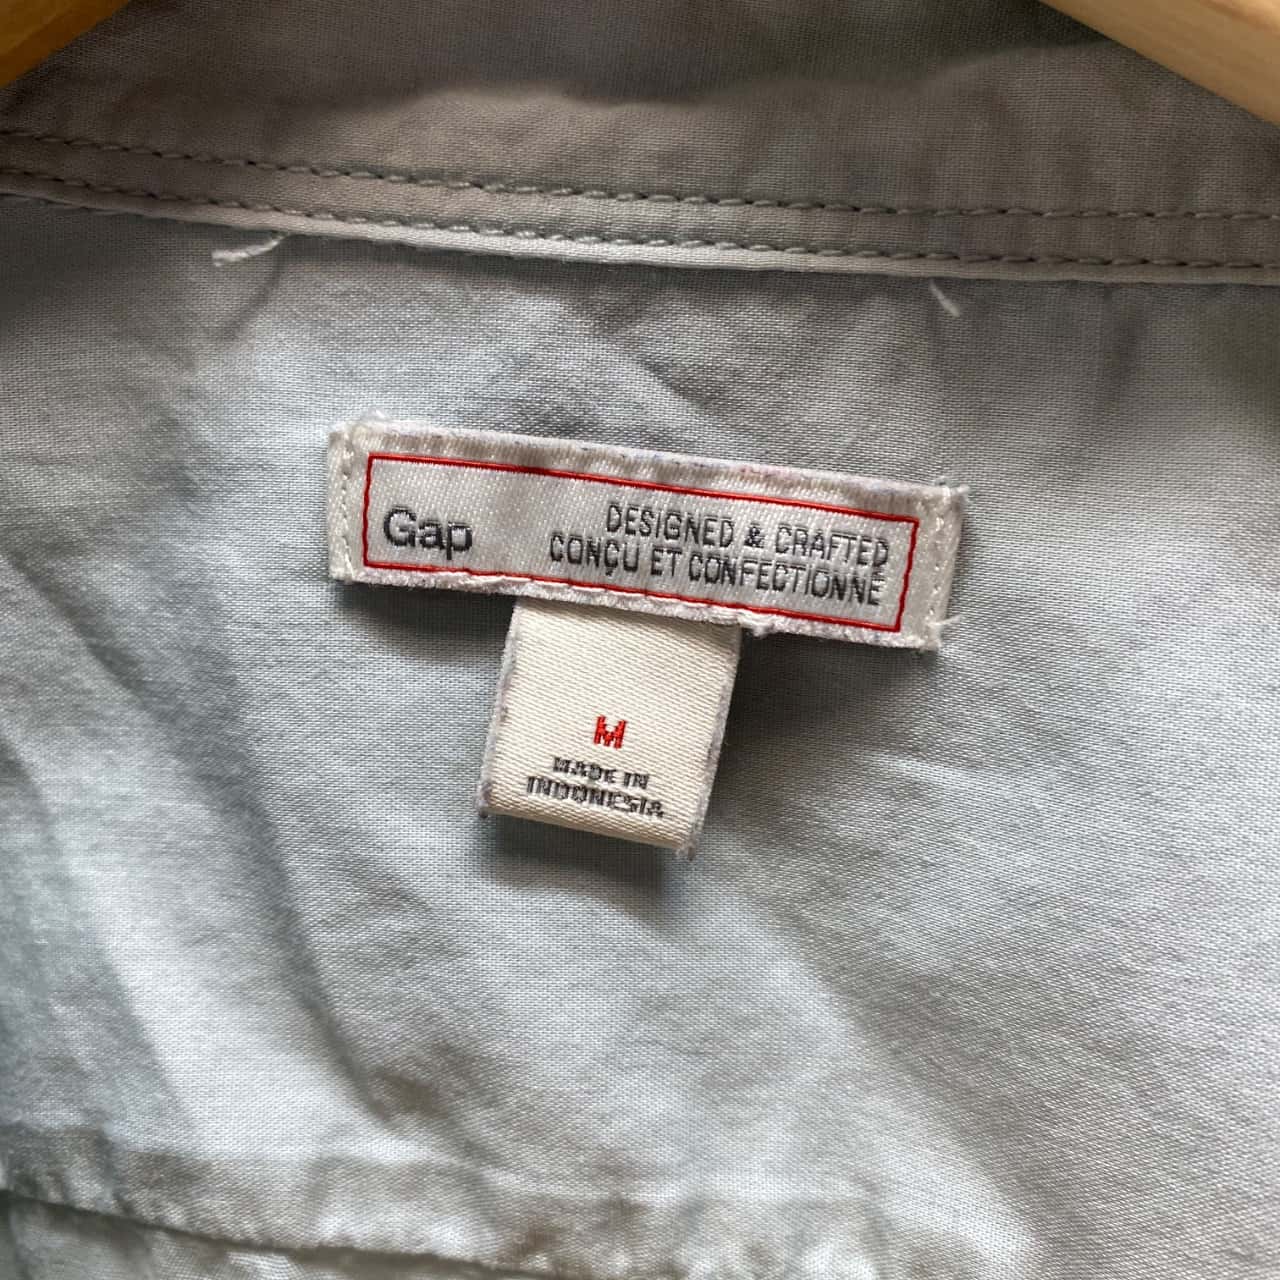 Gap
DESIGNED & CRAFTED
CONÇU ET CONFECTIONNÉ
M
MADE IN
INDONESIA